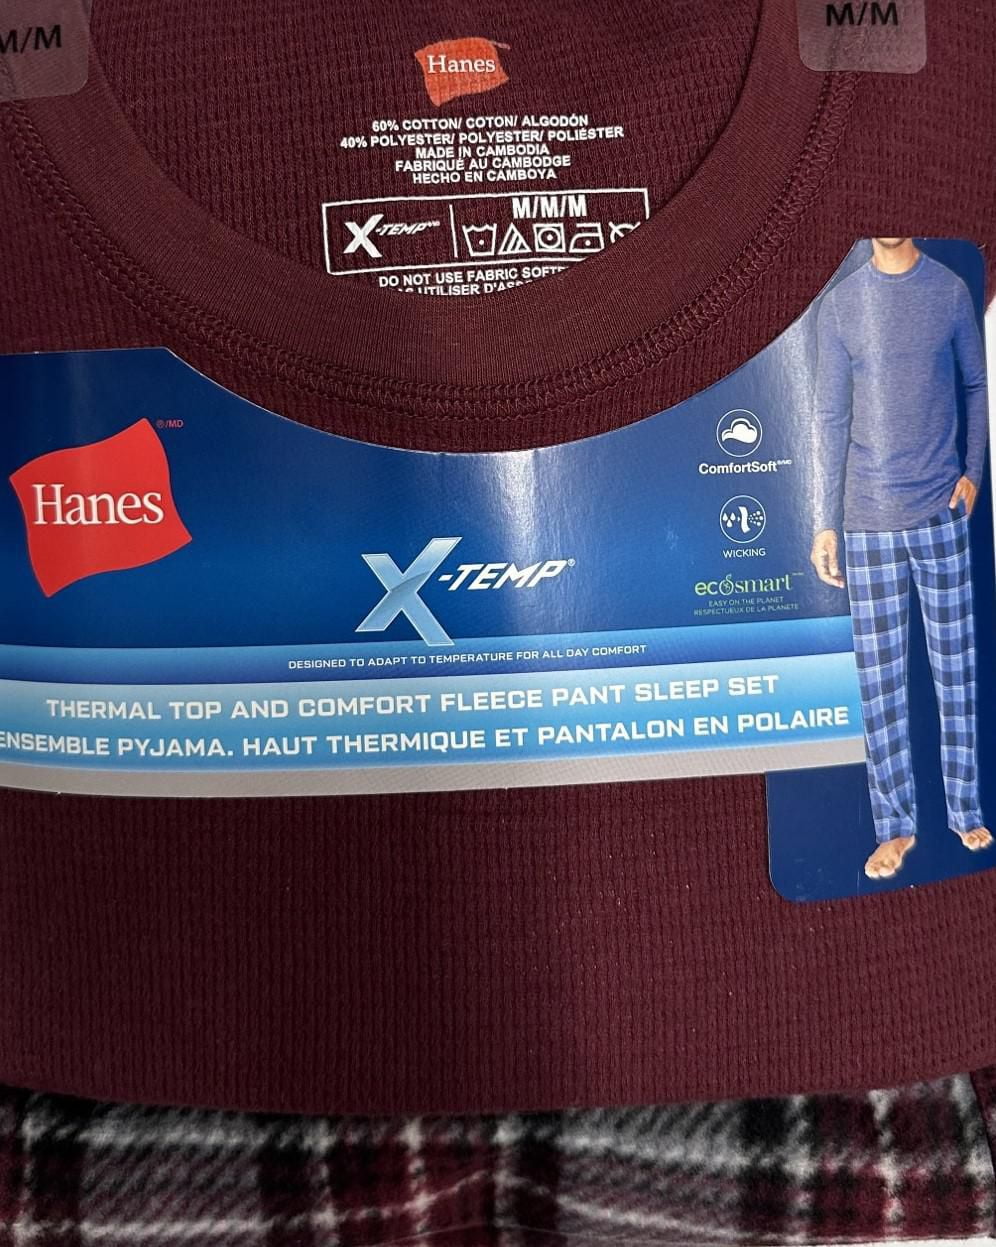 M/M
M/M
Hanes
60% COTTON/ COTON/ ALGODÓN
40% POLYESTER/ POLYESTER/ POLIÉSTER
MADE IN CAMBODIA
FABRIQUÉ AU CAMBODGE
HECHO EN CAMBOYA
M/M/M
X-TEMP
DO NOT USE FABRIC
UTILISER
Hanes ®/MD
ComfortSoft
WICKING
X-TEMP®
ecosmart
EASY ON THE PLANET
RESPECTUEUX DE LA PLANÈTE
DESIGNED TO ADAPT TO TEMPERATURE FOR ALL DAY COMFORT
THERMAL TOP AND COMFORT FLEECE PANT SLEEP SET
ENSEMBLE PYJAMA. HAUT THERMIQUE ET PANTALON EN POLAIRE